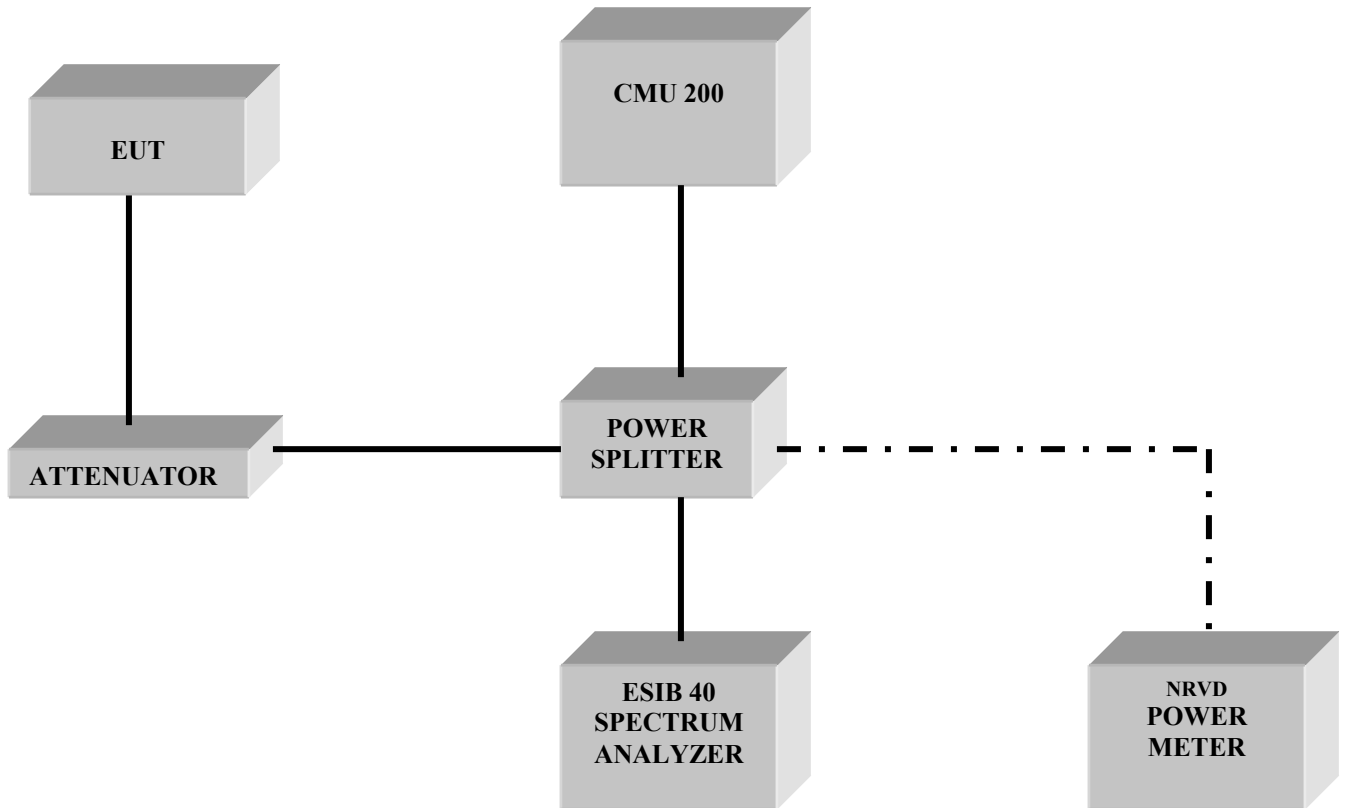 CMU 200
EUT
POWER
SPLITTER
ATTENUATOR
ESIB 40
SPECTRUM
ANALYZER
NRVD
POWER
METER